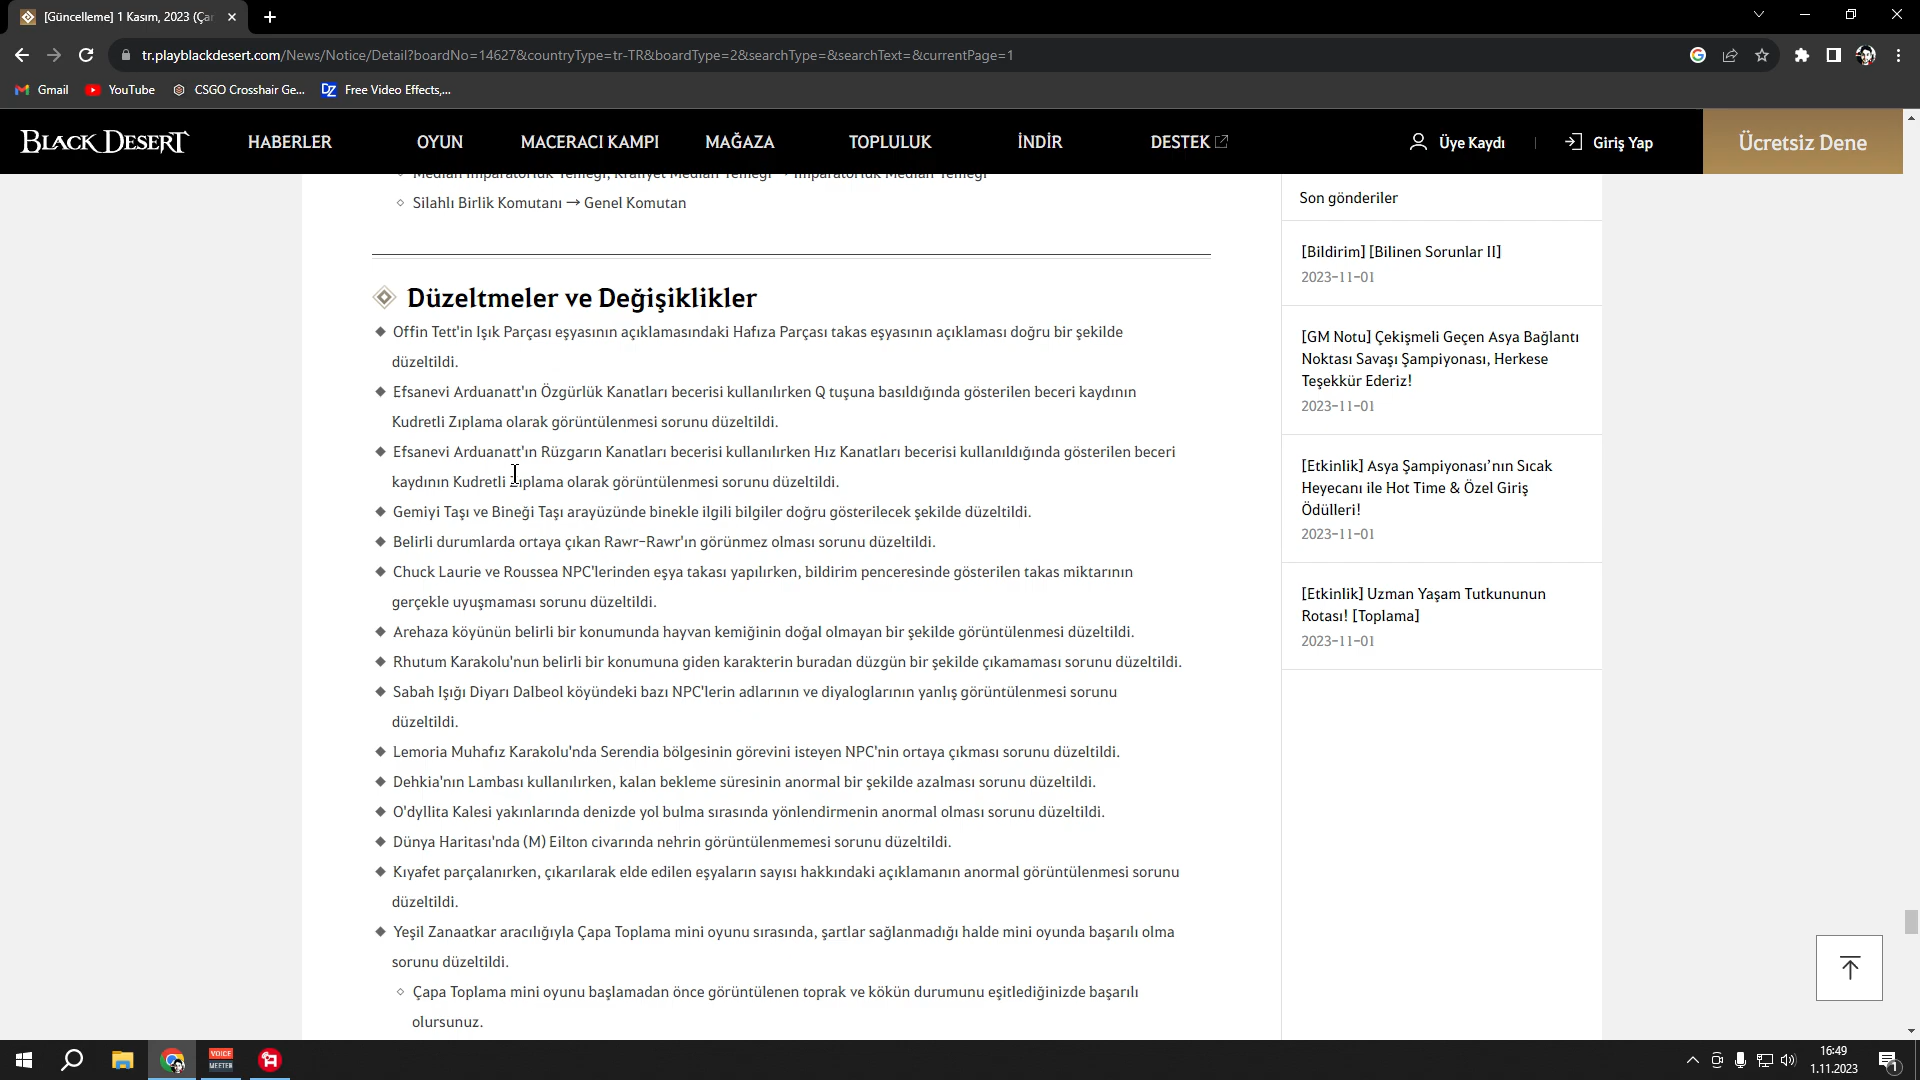 [Güncelleme] 1 Kasım, 2023 (Çar
tr.playblackdesert.com/News/Notice/Detail?boardNo=14627&countryType=tr-TR&boardType=2&searchType=&searchText=&currentPage=1
Gmail
YouTube
CSGO Crosshair Ge...
DZ
Free Video Effects,...
BLACK DESERT
HABERLER
OYUN
MACERACI KAMPI
MAĞAZA
TOPLULUK
İNDİR
DESTEK
Üye Kaydı
Giriş Yap
Ücretsiz Dene
Median İmparatorluk Yemeği, Kraliyet Median Yemeği → İmparatorluk Median Yemeği
Silahlı Birlik Komutanı → Genel Komutan
Düzeltmeler ve Değişiklikler
Offin Tett'in Işık Parçası eşyasının açıklamasındaki Hafıza Parçası takas eşyasının açıklaması doğru bir şekilde
düzeltildi.
Efsanevi Arduanatt'ın Özgürlük Kanatları becerisi kullanılırken Q tuşuna basıldığında gösterilen beceri kaydının
Kudretli Zıplama olarak görüntülenmesi sorunu düzeltildi.
Efsanevi Arduanatt'ın Rüzgarın Kanatları becerisi kullanılırken Hız Kanatları becerisi kullanıldığında gösterilen beceri
kaydının Kudretli Zıplama olarak görüntülenmesi sorunu düzeltildi.
Gemiyi Taşı ve Bineği Taşı arayüzünde binekle ilgili bilgiler doğru gösterilecek şekilde düzeltildi.
Belirli durumlarda ortaya çıkan Rawr-Rawr'ın görünmez olması sorunu düzeltildi.
Chuck Laurie ve Roussea NPC'lerinden eşya takası yapılırken, bildirim penceresinde gösterilen takas miktarının
gerçekle uyuşmaması sorunu düzeltildi.
Arehaza köyünün belirli bir konumunda hayvan kemiğinin doğal olmayan bir şekilde görüntülenmesi düzeltildi.
Rhutum Karakolu'nun belirli bir konumuna giden karakterin buradan düzgün bir şekilde çıkamaması sorunu düzeltildi.
Sabah Işığı Diyarı Dalbeol köyündeki bazı NPC'lerin adlarının ve diyaloglarının yanlış görüntülenmesi sorunu
düzeltildi.
Lemoria Muhafız Karakolu'nda Serendia bölgesinin görevini isteyen NPC'nin ortaya çıkması sorunu düzeltildi.
Dehkia'nın Lambası kullanılırken, kalan bekleme süresinin anormal bir şekilde azalması sorunu düzeltildi.
O'dyllita Kalesi yakınlarında denizde yol bulma sırasında yönlendirmenin anormal olması sorunu düzeltildi.
Dünya Haritası'nda (M) Eilton civarında nehrin görüntülenmemesi sorunu düzeltildi.
Kıyafet parçalanırken, çıkarılarak elde edilen eşyaların sayısı hakkındaki açıklamanın anormal görüntülenmesi sorunu
düzeltildi.
Yeşil Zanaatkar aracılığıyla Çapa Toplama mini oyunu sırasında, şartlar sağlanmadığı halde mini oyunda başarılı olma
sorunu düzeltildi.
Çapa Toplama mini oyunu başlamadan önce görüntülenen toprak ve kökün durumunu eşitlediğinizde başarılı
olursunuz.
Son gönderiler
[Bildirim] [Bilinen Sorunlar II]
2023-11-01
[GM Notu] Çekişmeli Geçen Asya Bağlantı
Noktası Savaşı Şampiyonası, Herkese
Teşekkür Ederiz!
2023-11-01
[Etkinlik] Asya Şampiyonası’nın Sıcak
Heyecanı ile Hot Time & Özel Giriş
Ödülleri!
2023-11-01
[Etkinlik] Uzman Yaşam Tutkununun
Rotası! [Toplama]
2023-11-01
VOICE
MEETER
16:49
1.11.2023
1